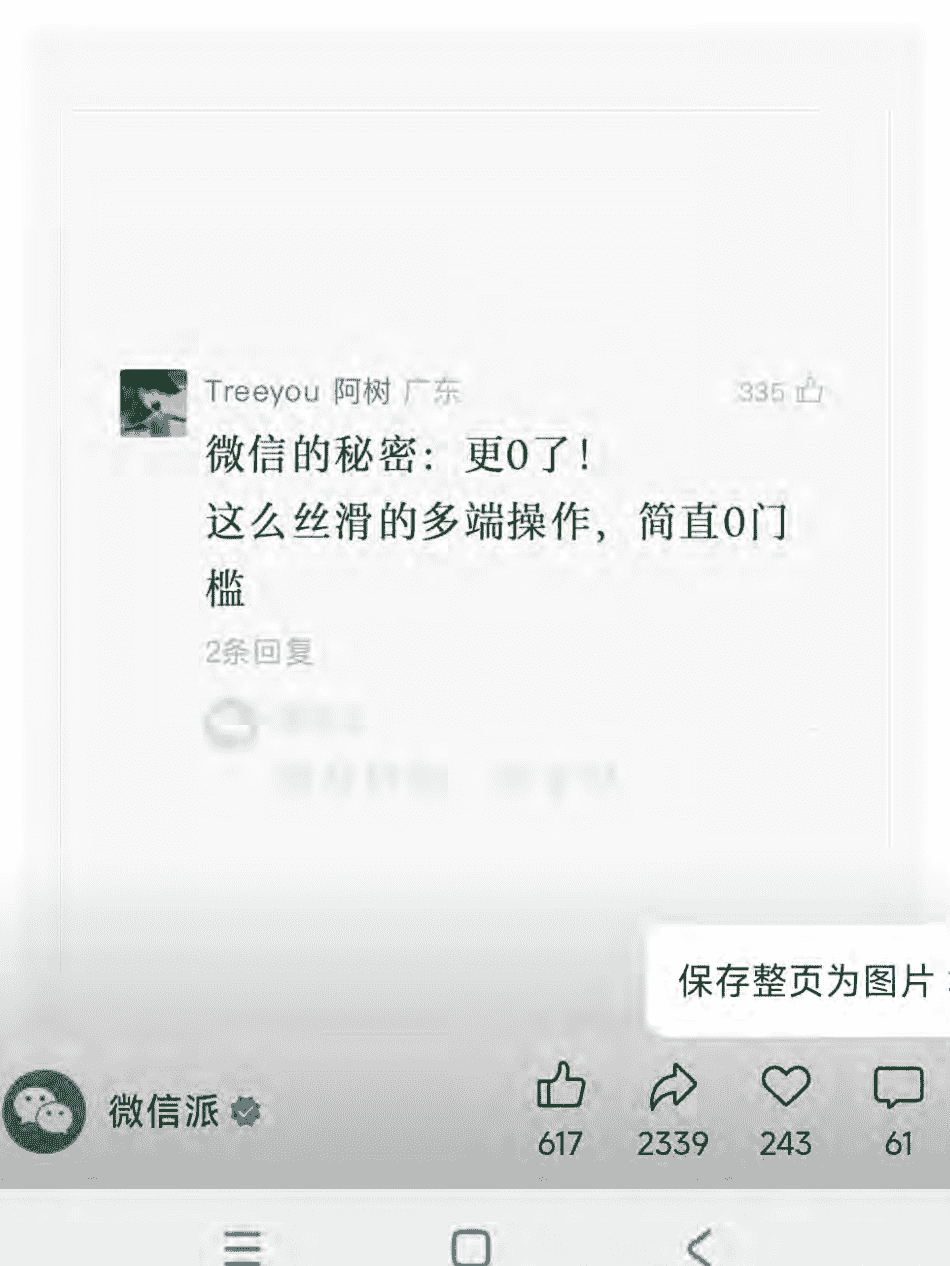 Treeyou 阿树 广东 335
微信的秘密：更0了！
这么丝滑的多端操作，简直0门
槛
2条回复
保存整页为图片
微信派
617 2339 243 61